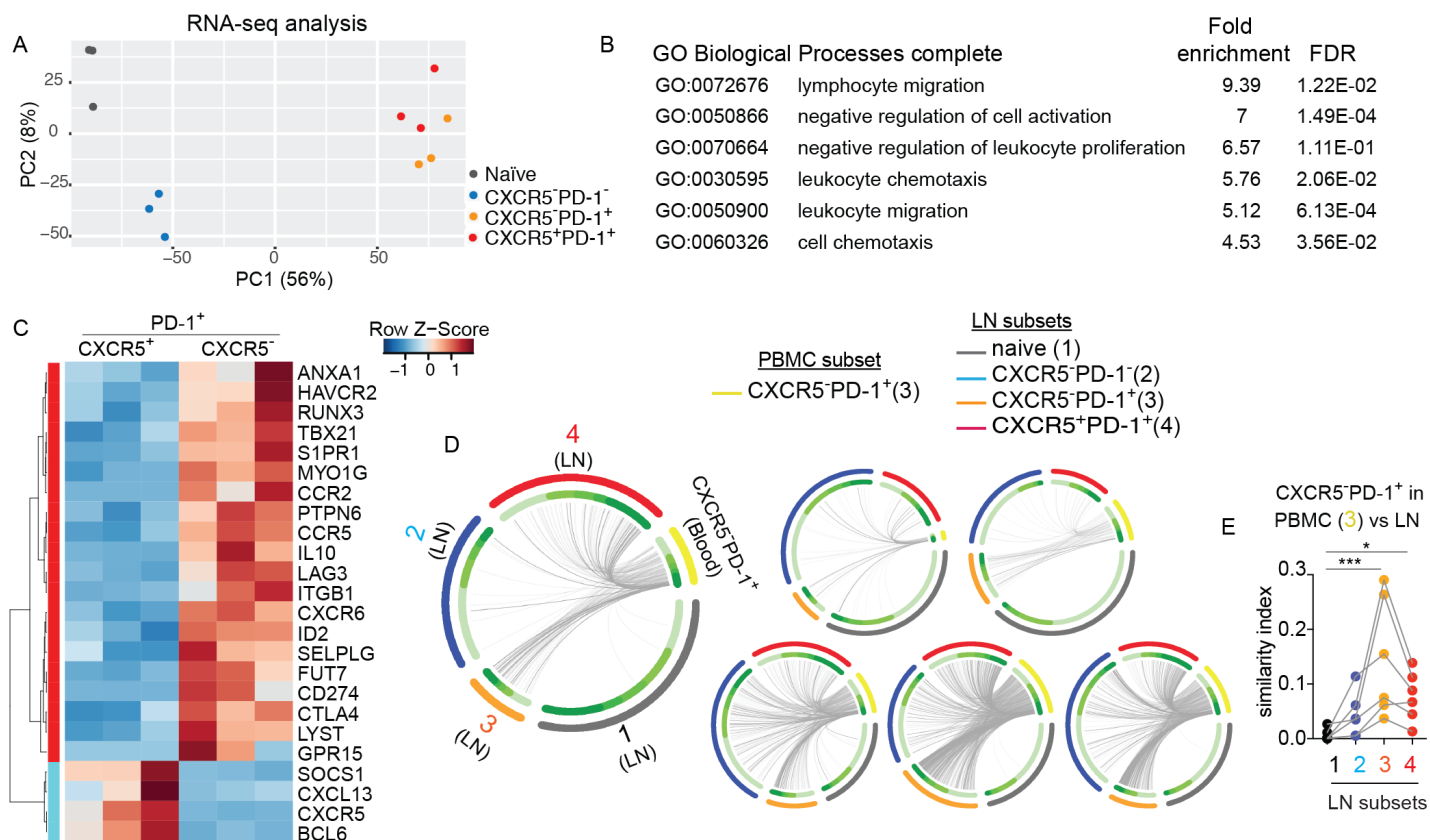 RNA-seq analysis
A
25
0
−25
−50
PC2 (8%)
−50
0
50
PC1 (56%)
Naïve
CXCR5⁻PD-1⁻
CXCR5⁻PD-1⁺
CXCR5⁺PD-1⁺
B
GO Biological Processes complete Fold enrichment FDR
GO:0072676 lymphocyte migration 9.39 1.22E-02
GO:0050866 negative regulation of cell activation 7 1.49E-04
GO:0070664 negative regulation of leukocyte proliferation 6.57 1.11E-01
GO:0030595 leukocyte chemotaxis 5.76 2.06E-02
GO:0050900 leukocyte migration 5.12 6.13E-04
GO:0060326 cell chemotaxis 4.53 3.56E-02
C
PD-1⁺
CXCR5⁺ CXCR5⁻
Row Z−Score
−1 0 1
ANXA1
HAVCR2
RUNX3
TBX21
S1PR1
MYO1G
CCR2
PTPN6
CCR5
IL10
LAG3
ITGB1
CXCR6
ID2
SELPLG
FUT7
CD274
CTLA4
LYST
GPR15
SOCS1
CXCL13
CXCR5
BCL6
PBMC subset
CXCR5⁻PD-1⁺(3)
LN subsets
naive (1)
CXCR5⁻PD-1⁻(2)
CXCR5⁻PD-1⁺(3)
CXCR5⁺PD-1⁺(4)
D
4
(LN)
CXCR5⁻PD-1⁺
(Blood)
2
(LN)
3
(LN)
1
(LN)
E
CXCR5⁻PD-1⁺ in
PBMC (3) vs LN
*
***
0.3
0.2
0.1
0.0
similarity index
1 2 3 4
LN subsets